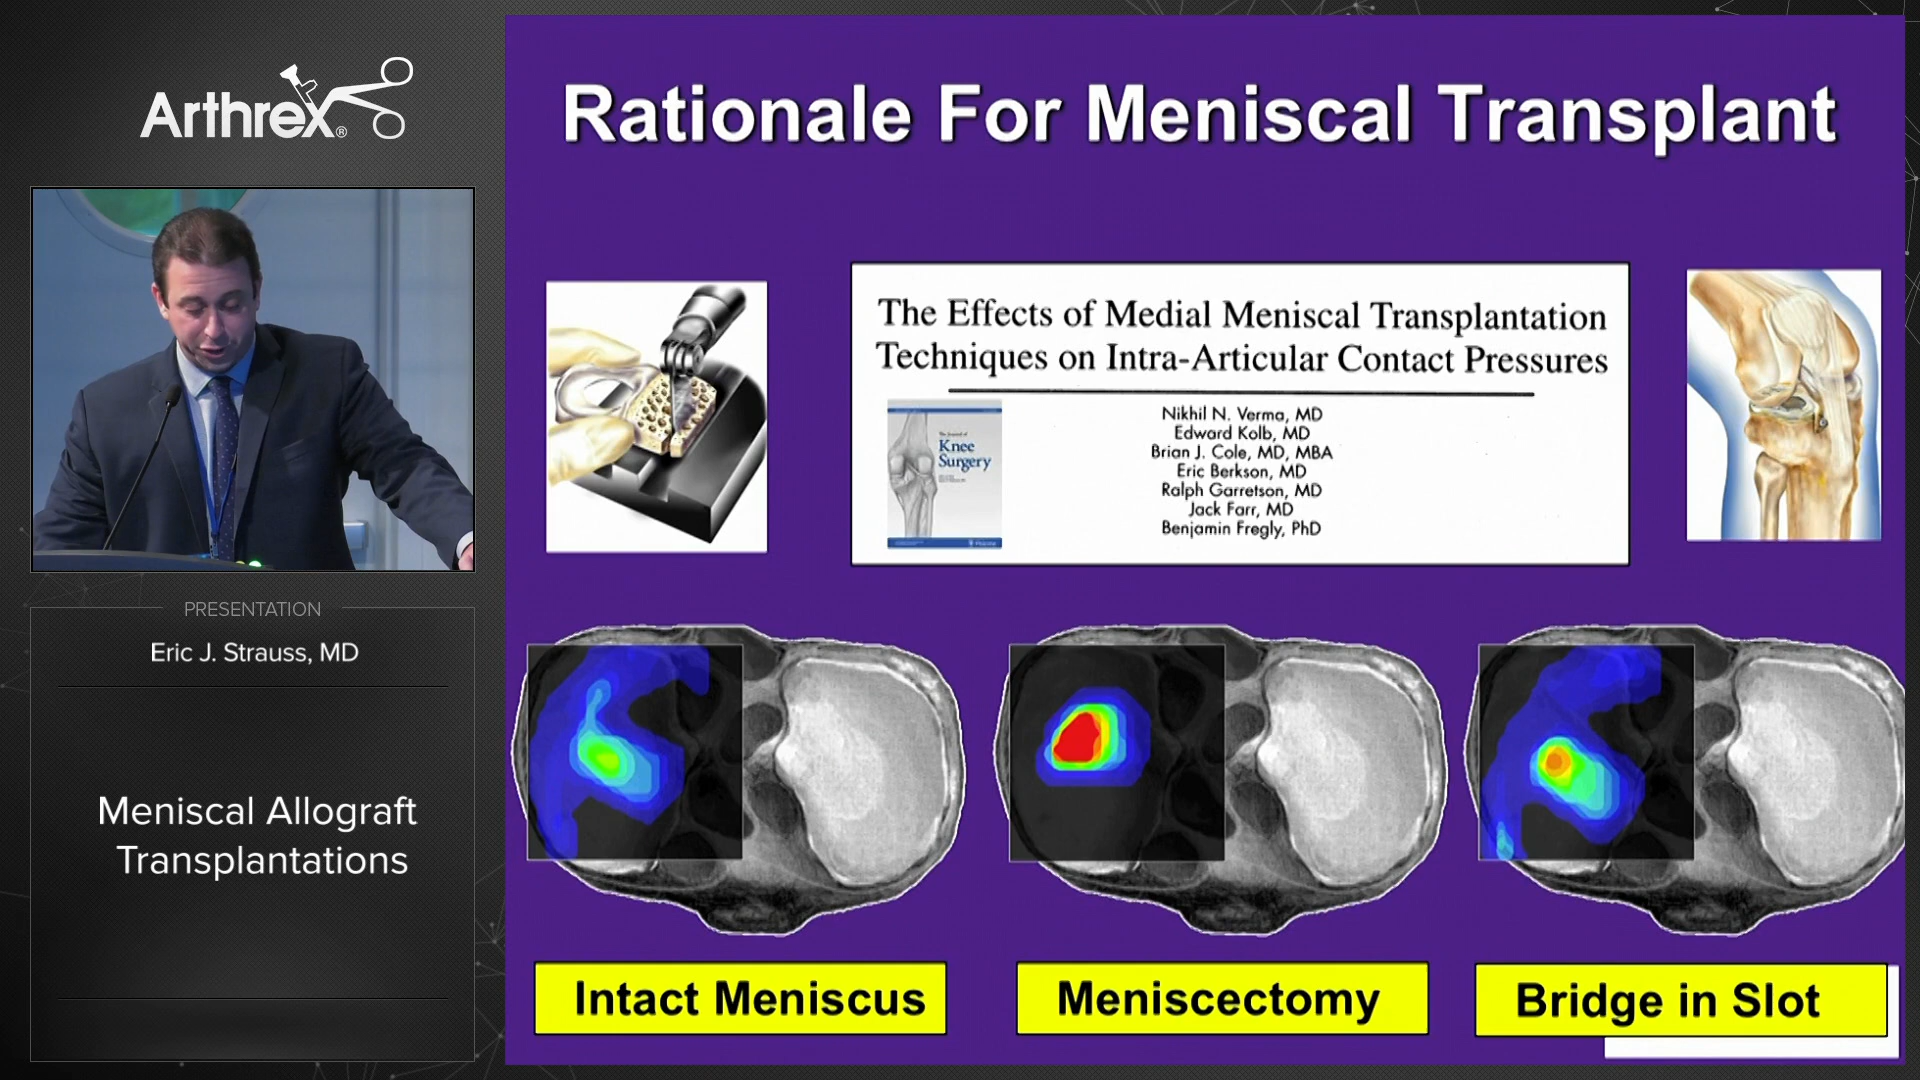 Arthrex®
PRESENTATION
Eric J. Strauss, MD
Meniscal Allograft
Transplantations
Rationale For Meniscal Transplant
The Effects of Medial Meniscal Transplantation
Techniques on Intra-Articular Contact Pressures
Knee
Surgery
Nikhil N. Verma, MD
Edward Kolb, MD
Brian J. Cole, MD, MBA
Eric Berkson, MD
Ralph Garretson, MD
Jack Farr, MD
Benjamin Fregly, PhD
Intact Meniscus
Meniscectomy
Bridge in Slot